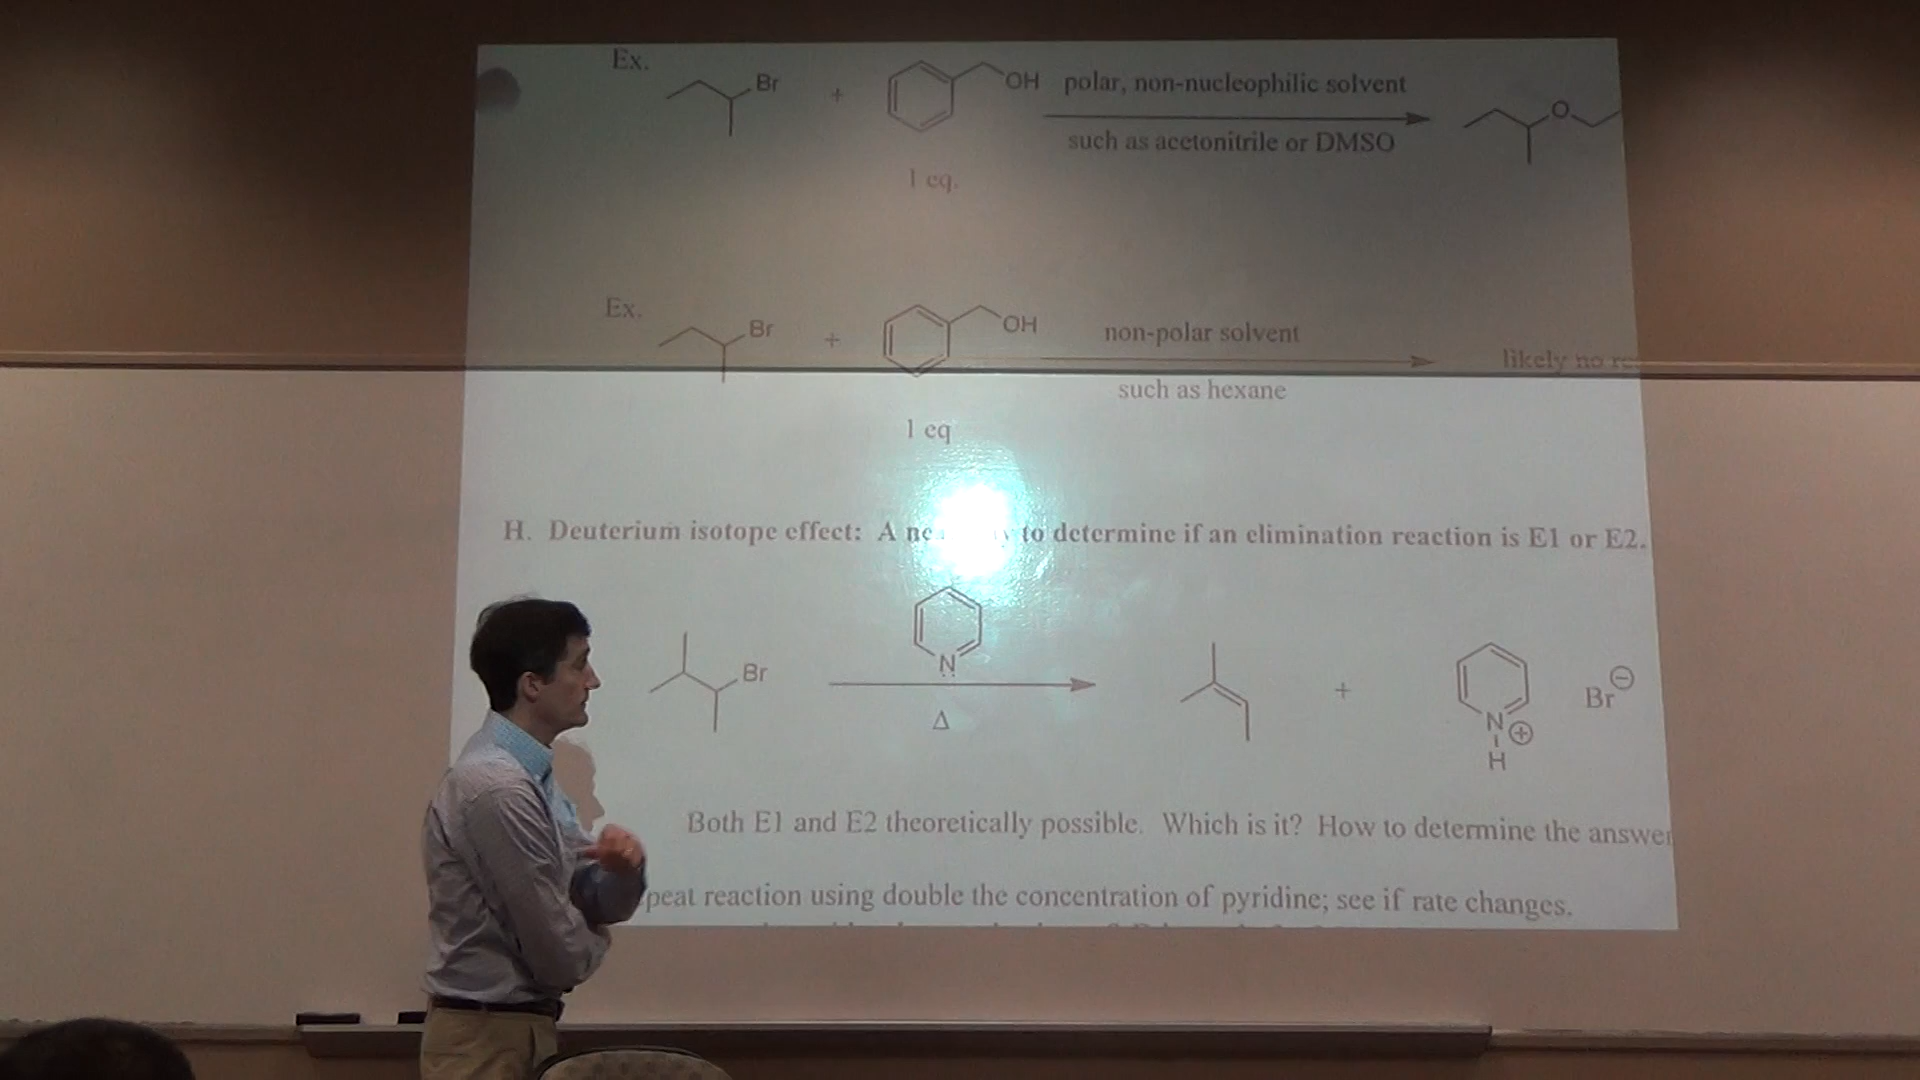 Ex.
Br + OH polar, non-nucleophilic solvent O
such as acetonitrile or DMSO
1 eq.
Ex.
Br + OH non-polar solvent likely no
such as hexane
1 eq
H. Deuterium isotope effect: A to determine if an elimination reaction is E1 or E2.
Br N Δ + N ⊕ H Br ⊖
Both E1 and E2 theoretically possible. Which is it? How to determine the answer
reaction using double the concentration of pyridine; see if rate changes.